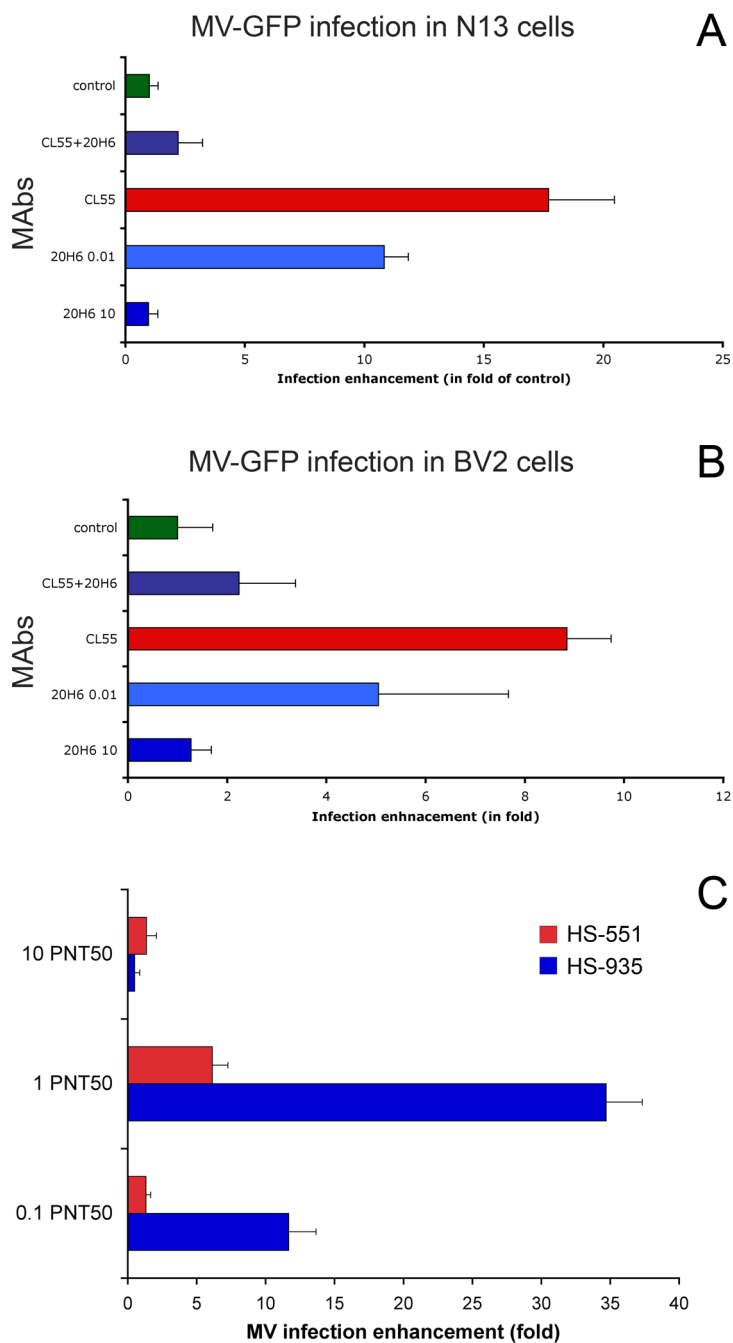 MV-GFP infection in N13 cells
A
MAbs
control
CL55+20H6
CL55
20H6 0.01
20H6 10
0 5 10 15 20 25
Infection enhancement (in fold of control)
MV-GFP infection in BV2 cells
B
MAbs
control
CL55+20H6
CL55
20H6 0.01
20H6 10
0 2 4 6 8 10 12
Infection enhnacement (in fold)
C
HS-551
HS-935
10 PNT50
1 PNT50
0.1 PNT50
0 5 10 15 20 25 30 35 40
MV infection enhancement (fold)